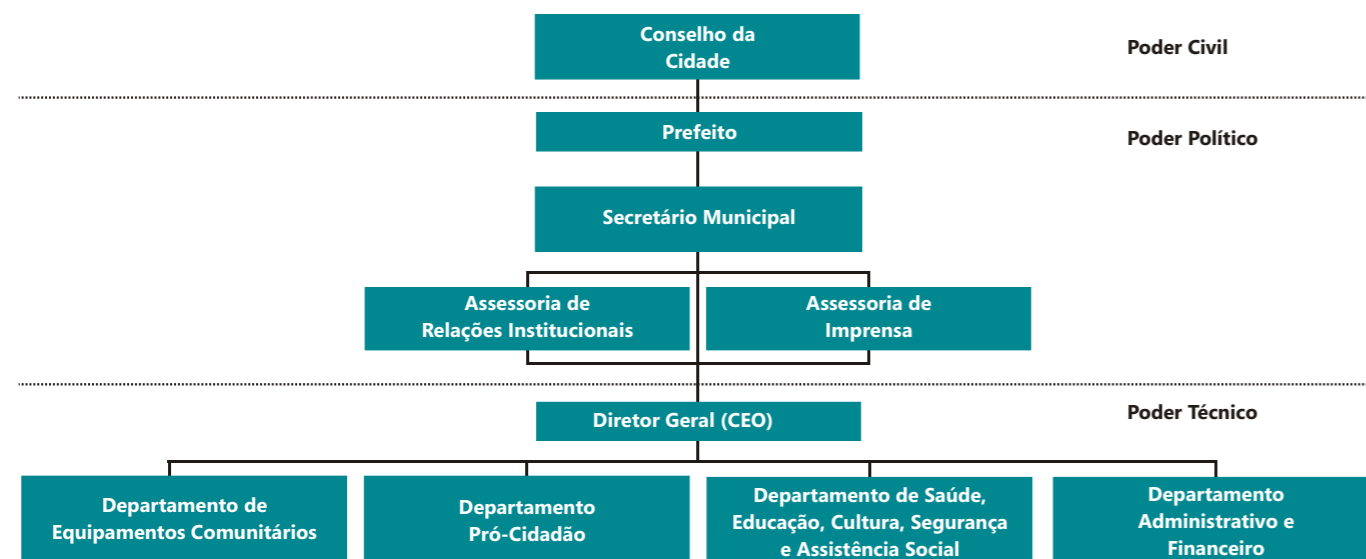 Conselho da
Cidade
Poder Civil
Prefeito
Poder Político
Secretário Municipal
Assessoria de
Relações Institucionais
Assessoria de
Imprensa
Poder Técnico
Diretor Geral (CEO)
Departamento de
Equipamentos Comunitários
Departamento
Pró-Cidadão
Departamento de Saúde,
Educação, Cultura, Segurança
e Assistência Social
Departamento
Administrativo e
Financeiro